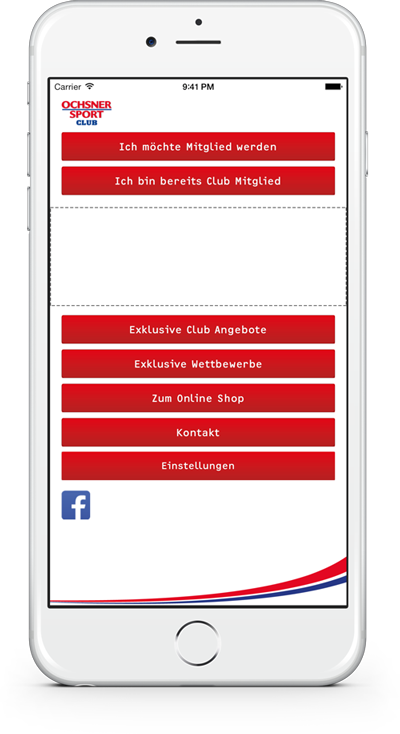 Carrier 9:41 PM
OCHSNER
SPORT
CLUB
Ich möchte Mitglied werden
Ich bin bereits Club Mitglied
Exklusive Club Angebote
Exklusive Wettbewerbe
Zum Online Shop
Kontakt
Einstellungen
f